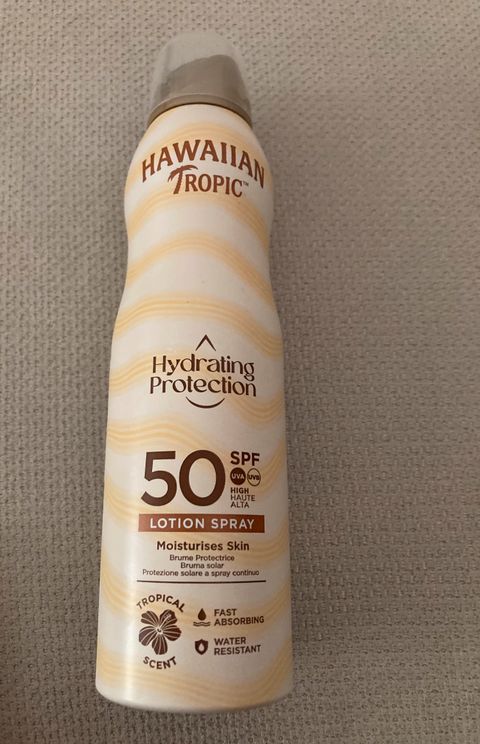 HAWAIIAN
TROPIC™
Hydrating
Protection
50 SPF
UVA UVB
HIGH
HAUTE
ALTA
LOTION SPRAY
Moisturises Skin
Brume Protectrice
Bruma solar
Protezione solare a spray continuo
TROPICAL
SCENT
FAST
ABSORBING
WATER
RESISTANT